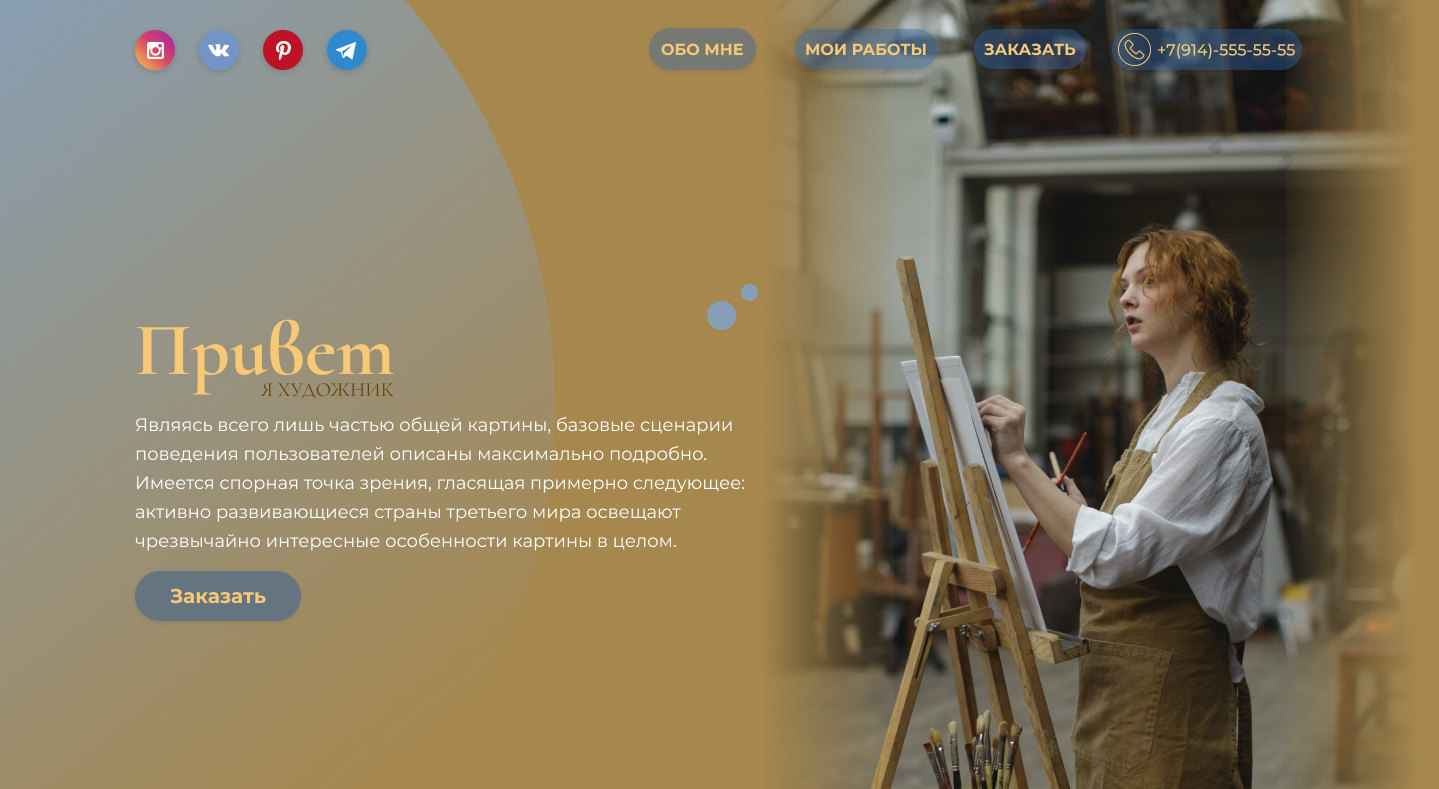 ОБО МНЕ
МОИ РАБОТЫ
ЗАКАЗАТЬ
+7(914)-555-55-55
Привет
Я ХУДОЖНИК
Являясь всего лишь частью общей картины, базовые сценарии
поведения пользователей описаны максимально подробно.
Имеется спорная точка зрения, гласящая примерно следующее:
активно развивающиеся страны третьего мира освещают
чрезвычайно интересные особенности картины в целом.
Заказать